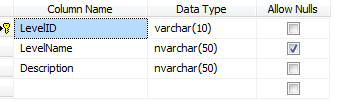 Column Name Data Type Allow Nulls
LevelID varchar(10)
LevelName nvarchar(50)
Description nvarchar(50)